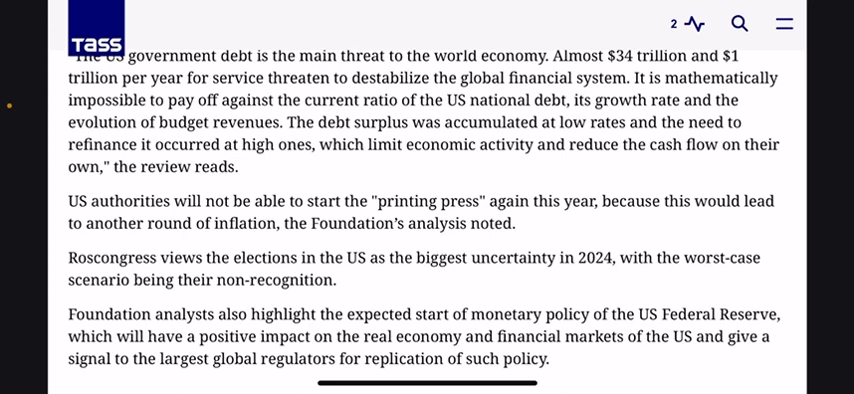 TASS
2
"The US government debt is the main threat to the world economy. Almost $34 trillion and $1
trillion per year for service threaten to destabilize the global financial system. It is mathematically
impossible to pay off against the current ratio of the US national debt, its growth rate and the
evolution of budget revenues. The debt surplus was accumulated at low rates and the need to
refinance it occurred at high ones, which limit economic activity and reduce the cash flow on their
own," the review reads.
US authorities will not be able to start the "printing press" again this year, because this would lead
to another round of inflation, the Foundation’s analysis noted.
Roscongress views the elections in the US as the biggest uncertainty in 2024, with the worst-case
scenario being their non-recognition.
Foundation analysts also highlight the expected start of monetary policy of the US Federal Reserve,
which will have a positive impact on the real economy and financial markets of the US and give a
signal to the largest global regulators for replication of such policy.